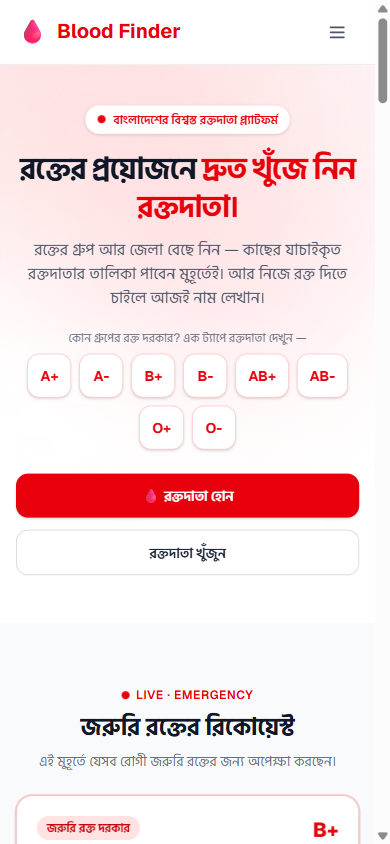 Blood Finder
বাংলাদেশের বিশ্বস্ত রক্তদাতা প্ল্যাটফর্ম
রক্তের প্রয়োজনে দ্রুত খুঁজে নিন
রক্তদাতা।
রক্তের গ্রুপ আর জেলা বেছে নিন — কাছের যাচাইকৃত
রক্তদাতার তালিকা পাবেন মুহূর্তেই। আর নিজে রক্ত দিতে
চাইলে আজই নাম লেখান।
কোন গ্রুপের রক্ত দরকার? এক ট্যাপে রক্তদাতা দেখুন —
A+ A- B+ B- AB+ AB-
O+ O-
রক্তদাতা হোন
রক্তদাতা খুঁজুন
LIVE · EMERGENCY
জরুরি রক্তের রিকোয়েস্ট
এই মুহূর্তে যেসব রোগী জরুরি রক্তের জন্য অপেক্ষা করছেন।
জরুরি রক্ত দরকার B+